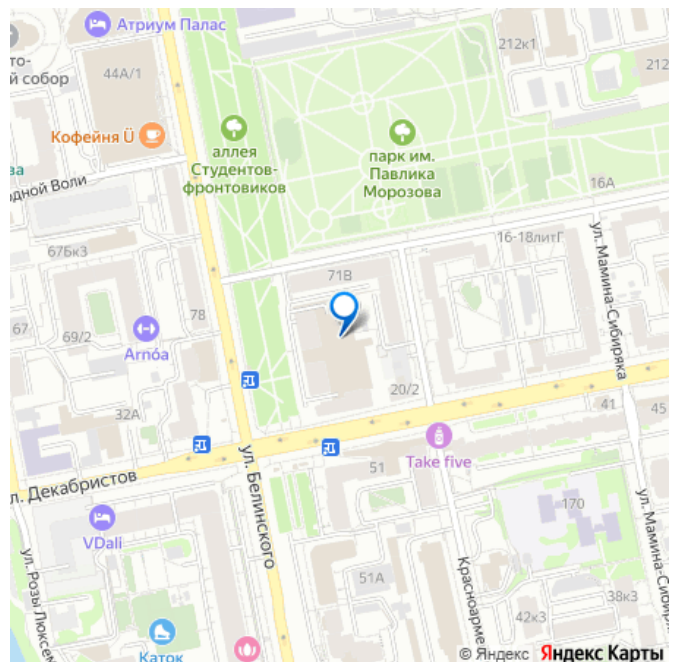 Атриум Палас
то-
й собор
44А/1
212к1
212
Кофейня Ü
аллея
Студентов-
фронтовиков
парк им.
Павлика
Морозова
ва
одной Воли
16А
67Бк3
16-18литГ
71В
ул. Мамина-Сибиряка
67
69/2
78
Arnóa
32А
20/2
41
45
Take five
51
л. Декабристов
ул. Белинского
VDali
170
ул. Розы Люксем
51А
Красноарме
42к3
38к3
ул. Мамина-Сибиря
Каток
© Яндекс Яндекс Карты